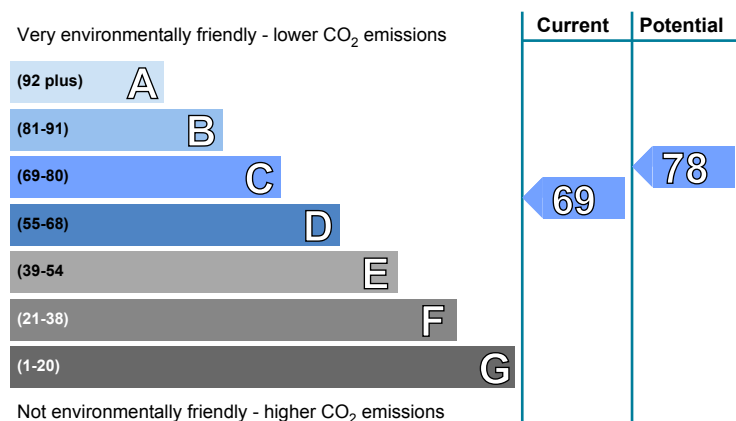 Current Potential
Very environmentally friendly - lower CO2 emissions
(92 plus) A
(81-91) B
(69-80) C
78
69
(55-68) D
(39-54 E
(21-38) F
(1-20) G
Not environmentally friendly - higher CO2 emissions